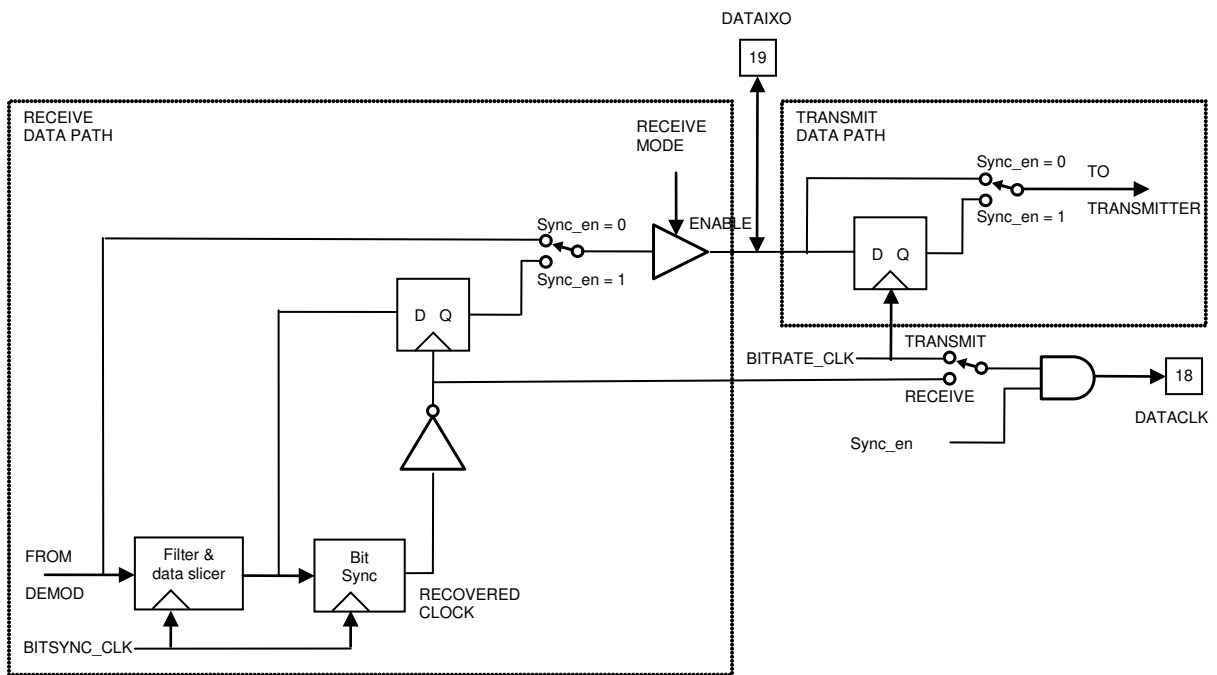 DATAIXO
19
RECEIVE
DATA PATH
RECEIVE
MODE
ENABLE
Sync_en = 0
Sync_en = 1
D Q
TRANSMIT
DATA PATH
Sync_en = 0
Sync_en = 1
TO
TRANSMITTER
D Q
BITRATE_CLK
TRANSMIT
RECEIVE
Sync_en
18
DATACLK
FROM
DEMOD
Filter &
data slicer
Bit
Sync
RECOVERED
CLOCK
BITSYNC_CLK